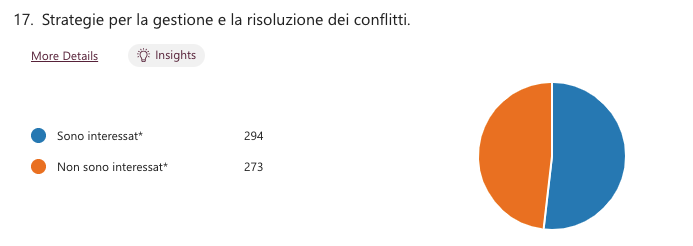 17. Strategie per la gestione e la risoluzione dei conflitti.
More Details Insights
Sono interessat* 294
Non sono interessat* 273